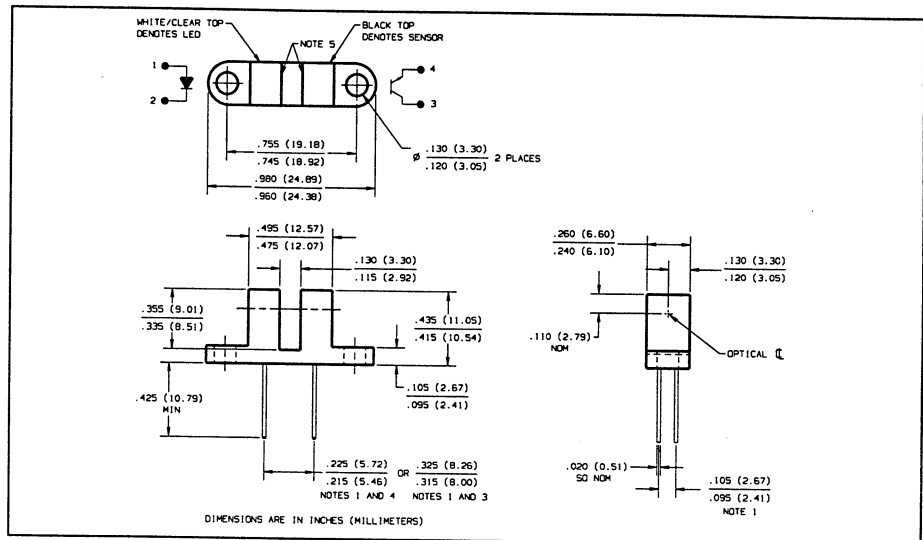 WHITE/CLEAR TOP
DENOTES LED
BLACK TOP
DENOTES SENSOR
NOTE 5
1
2
4
3
.755 (19.18)
.745 (18.92)
.980 (24.89)
.960 (24.38)
ø .130 (3.30) 2 PLACES
.120 (3.05)
.495 (12.57)
.475 (12.07)
.130 (3.30)
.115 (2.92)
.355 (9.01)
.335 (8.51)
.435 (11.05)
.415 (10.54)
.425 (10.79)
MIN
.105 (2.67)
.095 (2.41)
.225 (5.72) OR .325 (8.26)
.215 (5.46) .315 (8.00)
NOTES 1 AND 4 NOTES 1 AND 3
.260 (6.60)
.240 (6.10)
.130 (3.30)
.120 (3.05)
.110 (2.79)
NOM
OPTICAL ℄
.020 (0.51)
SQ NOM
.105 (2.67)
.095 (2.41)
NOTE 1
DIMENSIONS ARE IN INCHES (MILLIMETERS)